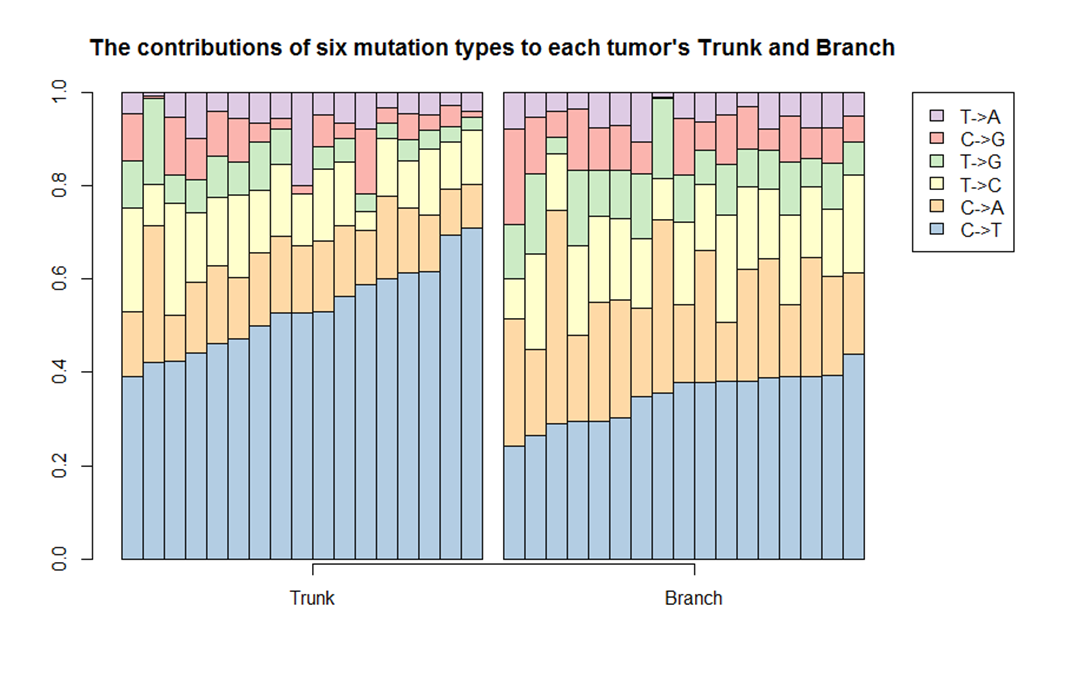 The contributions of six mutation types to each tumor's Trunk and Branch
1.0
0.8
0.6
0.4
0.2
0.0
Trunk
Branch
T->A
C->G
T->G
T->C
C->A
C->T